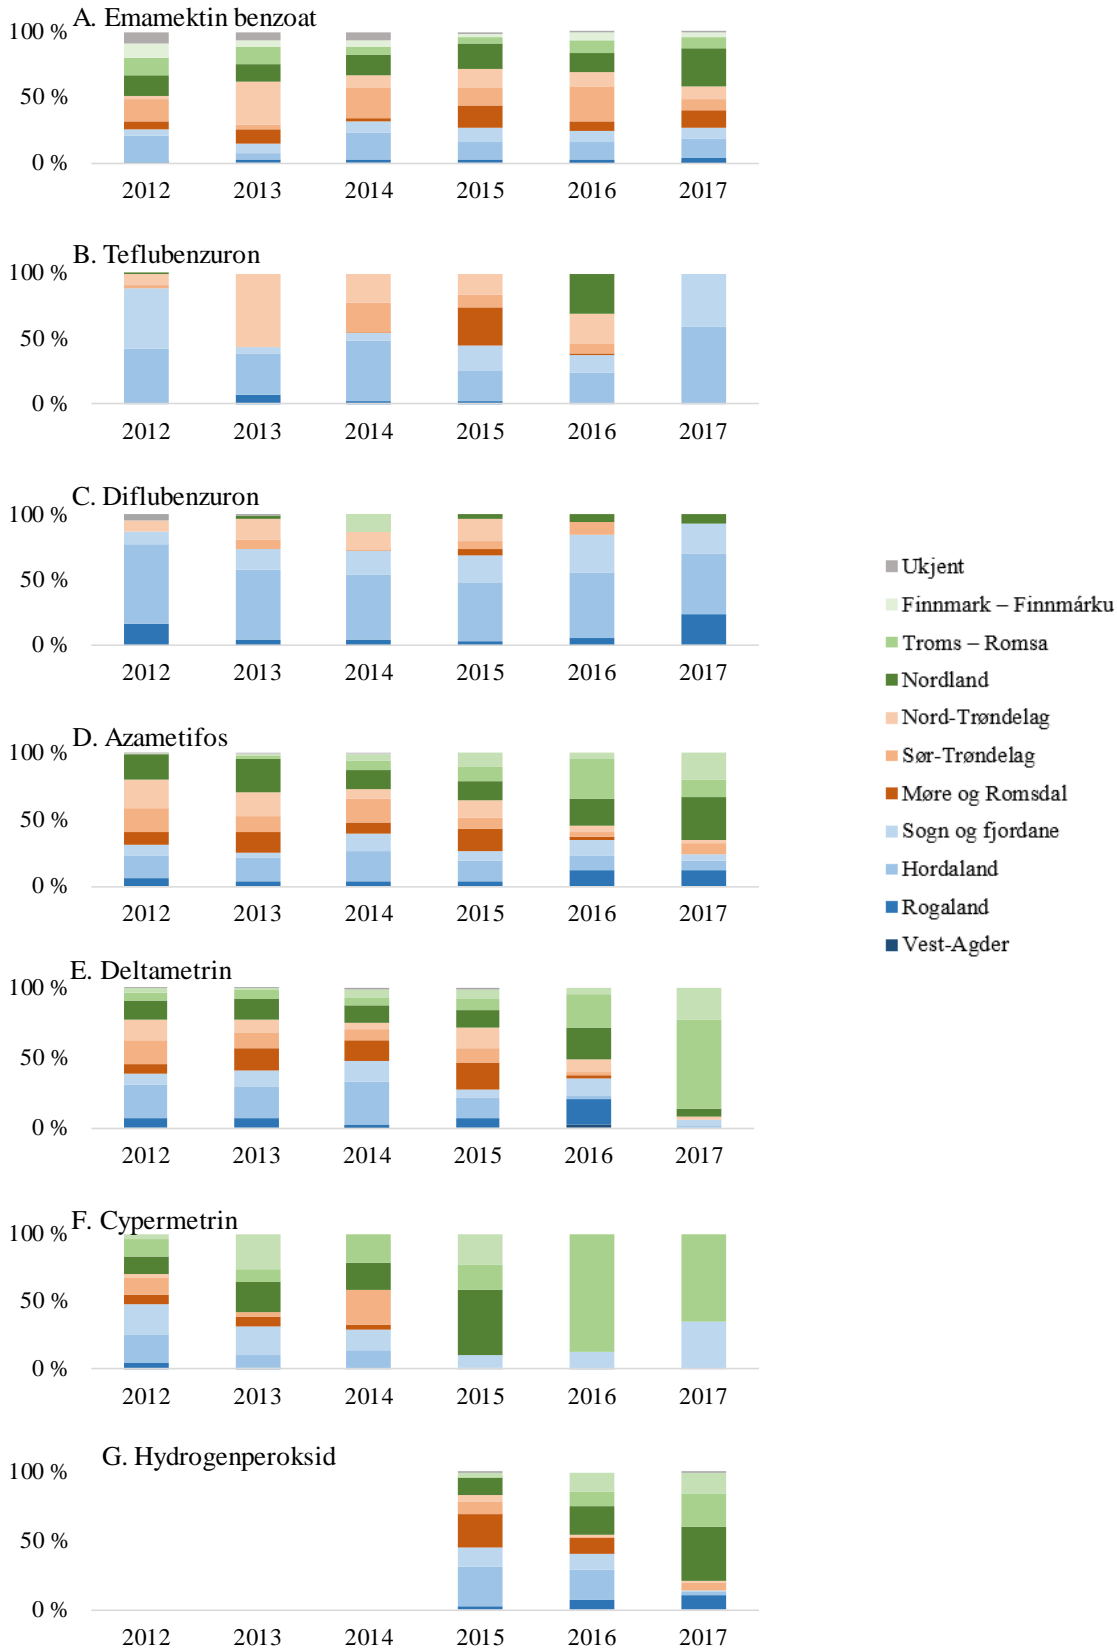 A. Emamektin benzoat
100 %
50 %
0 %
2012 2013 2014 2015 2016 2017
B. Teflubenzuron
100 %
50 %
0 %
2012 2013 2014 2015 2016 2017
C. Diflubenzuron
100 %
50 %
0 %
2012 2013 2014 2015 2016 2017
D. Azametifos
100 %
50 %
0 %
2012 2013 2014 2015 2016 2017
E. Deltametrin
100 %
50 %
0 %
2012 2013 2014 2015 2016 2017
F. Cypermetrin
100 %
50 %
0 %
2012 2013 2014 2015 2016 2017
G. Hydrogenperoksid
100 %
50 %
0 %
2012 2013 2014 2015 2016 2017
Ukjent
Finnmark – Finnmárku
Troms – Romsa
Nordland
Nord-Trøndelag
Sør-Trøndelag
Møre og Romsdal
Sogn og fjordane
Hordaland
Rogaland
Vest-Agder